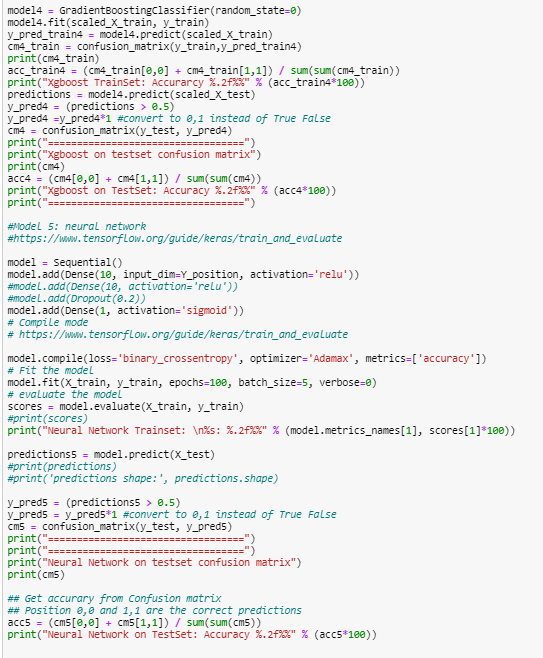 model4 = GradientBoostingClassifier(random_state=0)
model4.fit(scaled_X_train, y_train)
y_pred_train4 = model4.predict(scaled_X_train)
cm4_train = confusion_matrix(y_train,y_pred_train4)
print(cm4_train)
acc_train4 = (cm4_train[0,0] + cm4_train[1,1]) / sum(sum(cm4_train))
print("Xgboost TrainSet: Accurarcy %.2f%%" % (acc_train4*100))
predictions = model4.predict(scaled_X_test)
y_pred4 = (predictions > 0.5)
y_pred4 =y_pred4*1 #convert to 0,1 instead of True False
cm4 = confusion_matrix(y_test, y_pred4)
print("==================================")
print("Xgboost on testset confusion matrix")
print(cm4)
acc4 = (cm4[0,0] + cm4[1,1]) / sum(sum(cm4))
print("Xgboost on TestSet: Accuracy %.2f%%" % (acc4*100))
print("==================================")
#Model 5: neural network
#https://www.tensorflow.org/guide/keras/train_and_evaluate
model = Sequential()
model.add(Dense(10, input_dim=Y_position, activation='relu'))
#model.add(Dense(10, activation='relu'))
#model.add(Dropout(0.2))
model.add(Dense(1, activation='sigmoid'))
# Compile mode
# https://www.tensorflow.org/guide/keras/train_and_evaluate
model.compile(loss='binary_crossentropy', optimizer='Adamax', metrics=['accuracy'])
# Fit the model
model.fit(X_train, y_train, epochs=100, batch_size=5, verbose=0)
# evaluate the model
scores = model.evaluate(X_train, y_train)
#print(scores)
print("Neural Network Trainset: \n%s: %.2f%%" % (model.metrics_names[1], scores[1]*100))
predictions5 = model.predict(X_test)
#print(predictions)
#print('predictions shape:', predictions.shape)
y_pred5 = (predictions5 > 0.5)
y_pred5 = y_pred5*1 #convert to 0,1 instead of True False
cm5 = confusion_matrix(y_test, y_pred5)
print("==================================")
print("==================================")
print("Neural Network on testset confusion matrix")
print(cm5)
## Get accurary from Confusion matrix
## Position 0,0 and 1,1 are the correct predictions
acc5 = (cm5[0,0] + cm5[1,1]) / sum(sum(cm5))
print("Neural Network on TestSet: Accuracy %.2f%%" % (acc5*100))